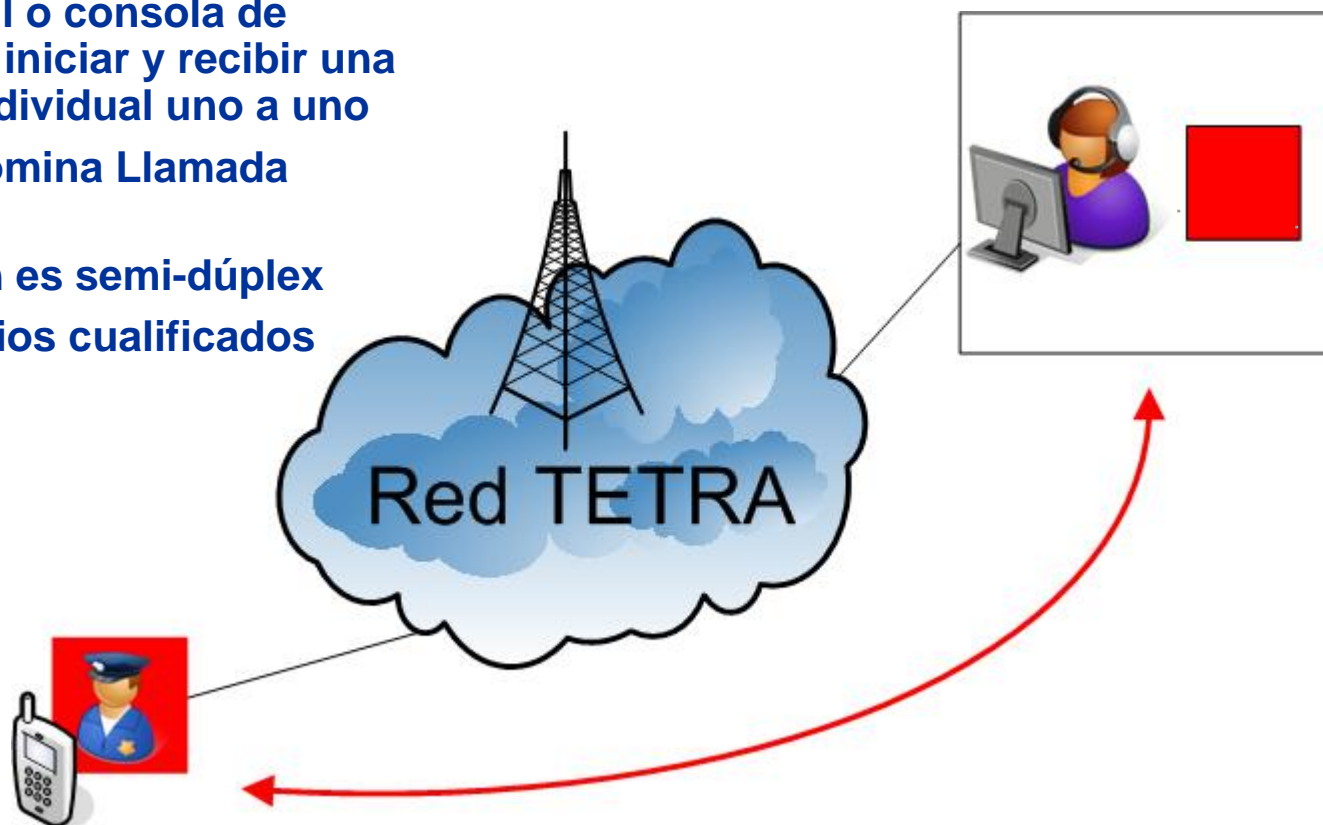 l o consola de
iniciar y recibir una
dividual uno a uno
omina Llamada
n es semi-dúplex
ios cualificados
Red TETRA